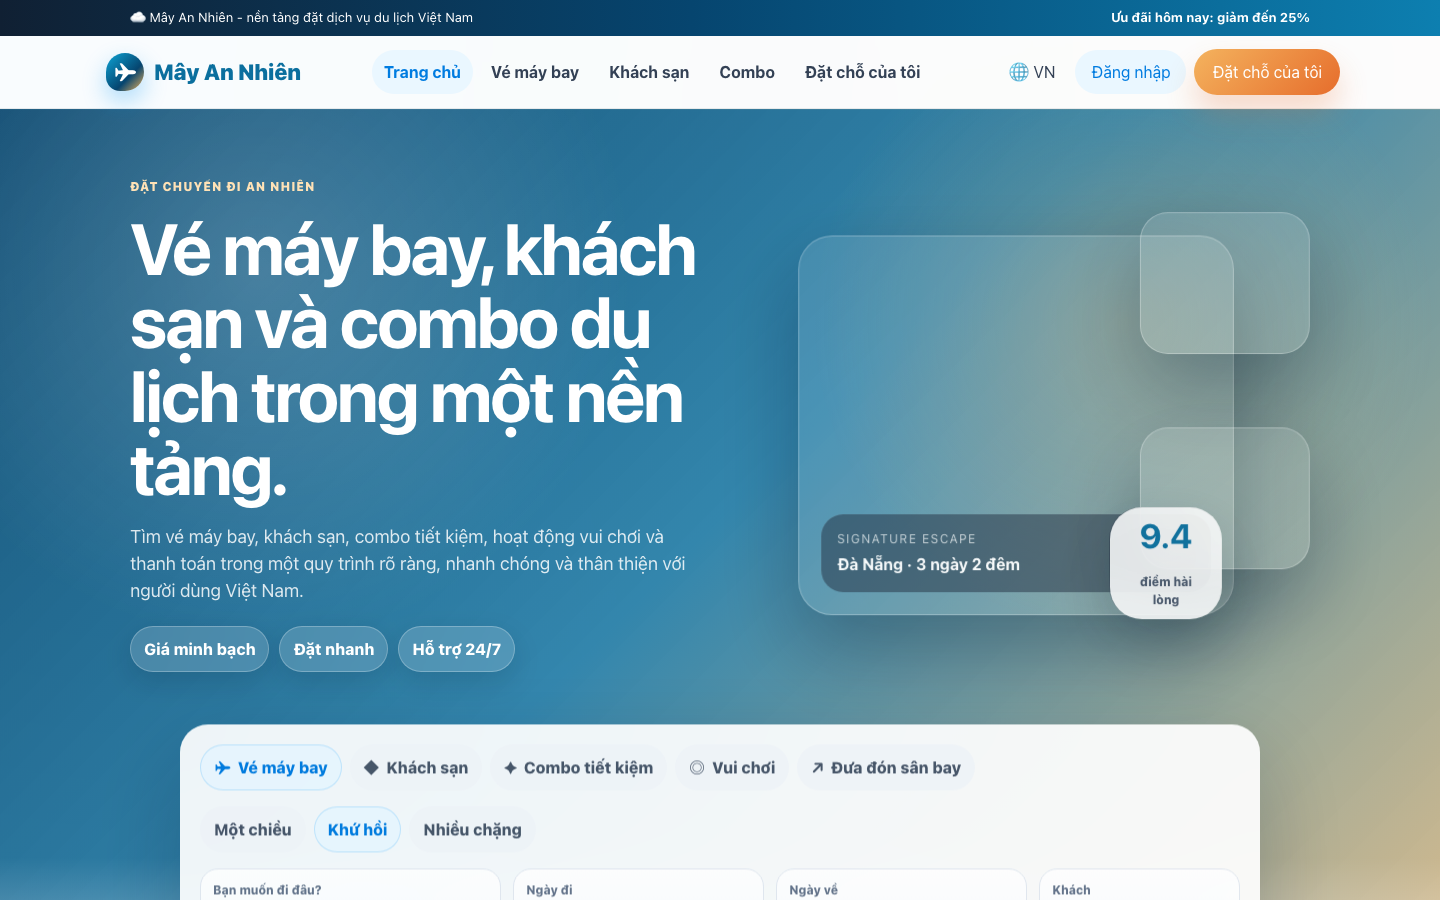 ☁️ Mây An Nhiên - nền tảng đặt dịch vụ du lịch Việt Nam
Ưu đãi hôm nay: giảm đến 25%
Mây An Nhiên
Trang chủ
Vé máy bay
Khách sạn
Combo
Đặt chỗ của tôi
🌐 VN
Đăng nhập
Đặt chỗ của tôi
ĐẶT CHUYẾN ĐI AN NHIÊN
Vé máy bay, khách
sạn và combo du
lịch trong một nền
tảng.
Tìm vé máy bay, khách sạn, combo tiết kiệm, hoạt động vui chơi và
thanh toán trong một quy trình rõ ràng, nhanh chóng và thân thiện với
người dùng Việt Nam.
Giá minh bạch
Đặt nhanh
Hỗ trợ 24/7
SIGNATURE ESCAPE
Đà Nẵng · 3 ngày 2 đêm
9.4
điểm hài
lòng
✈ Vé máy bay
◆ Khách sạn
✦ Combo tiết kiệm
◎ Vui chơi
↗ Đưa đón sân bay
Một chiều
Khứ hồi
Nhiều chặng
Bạn muốn đi đâu?
Ngày đi
Ngày về
Khách